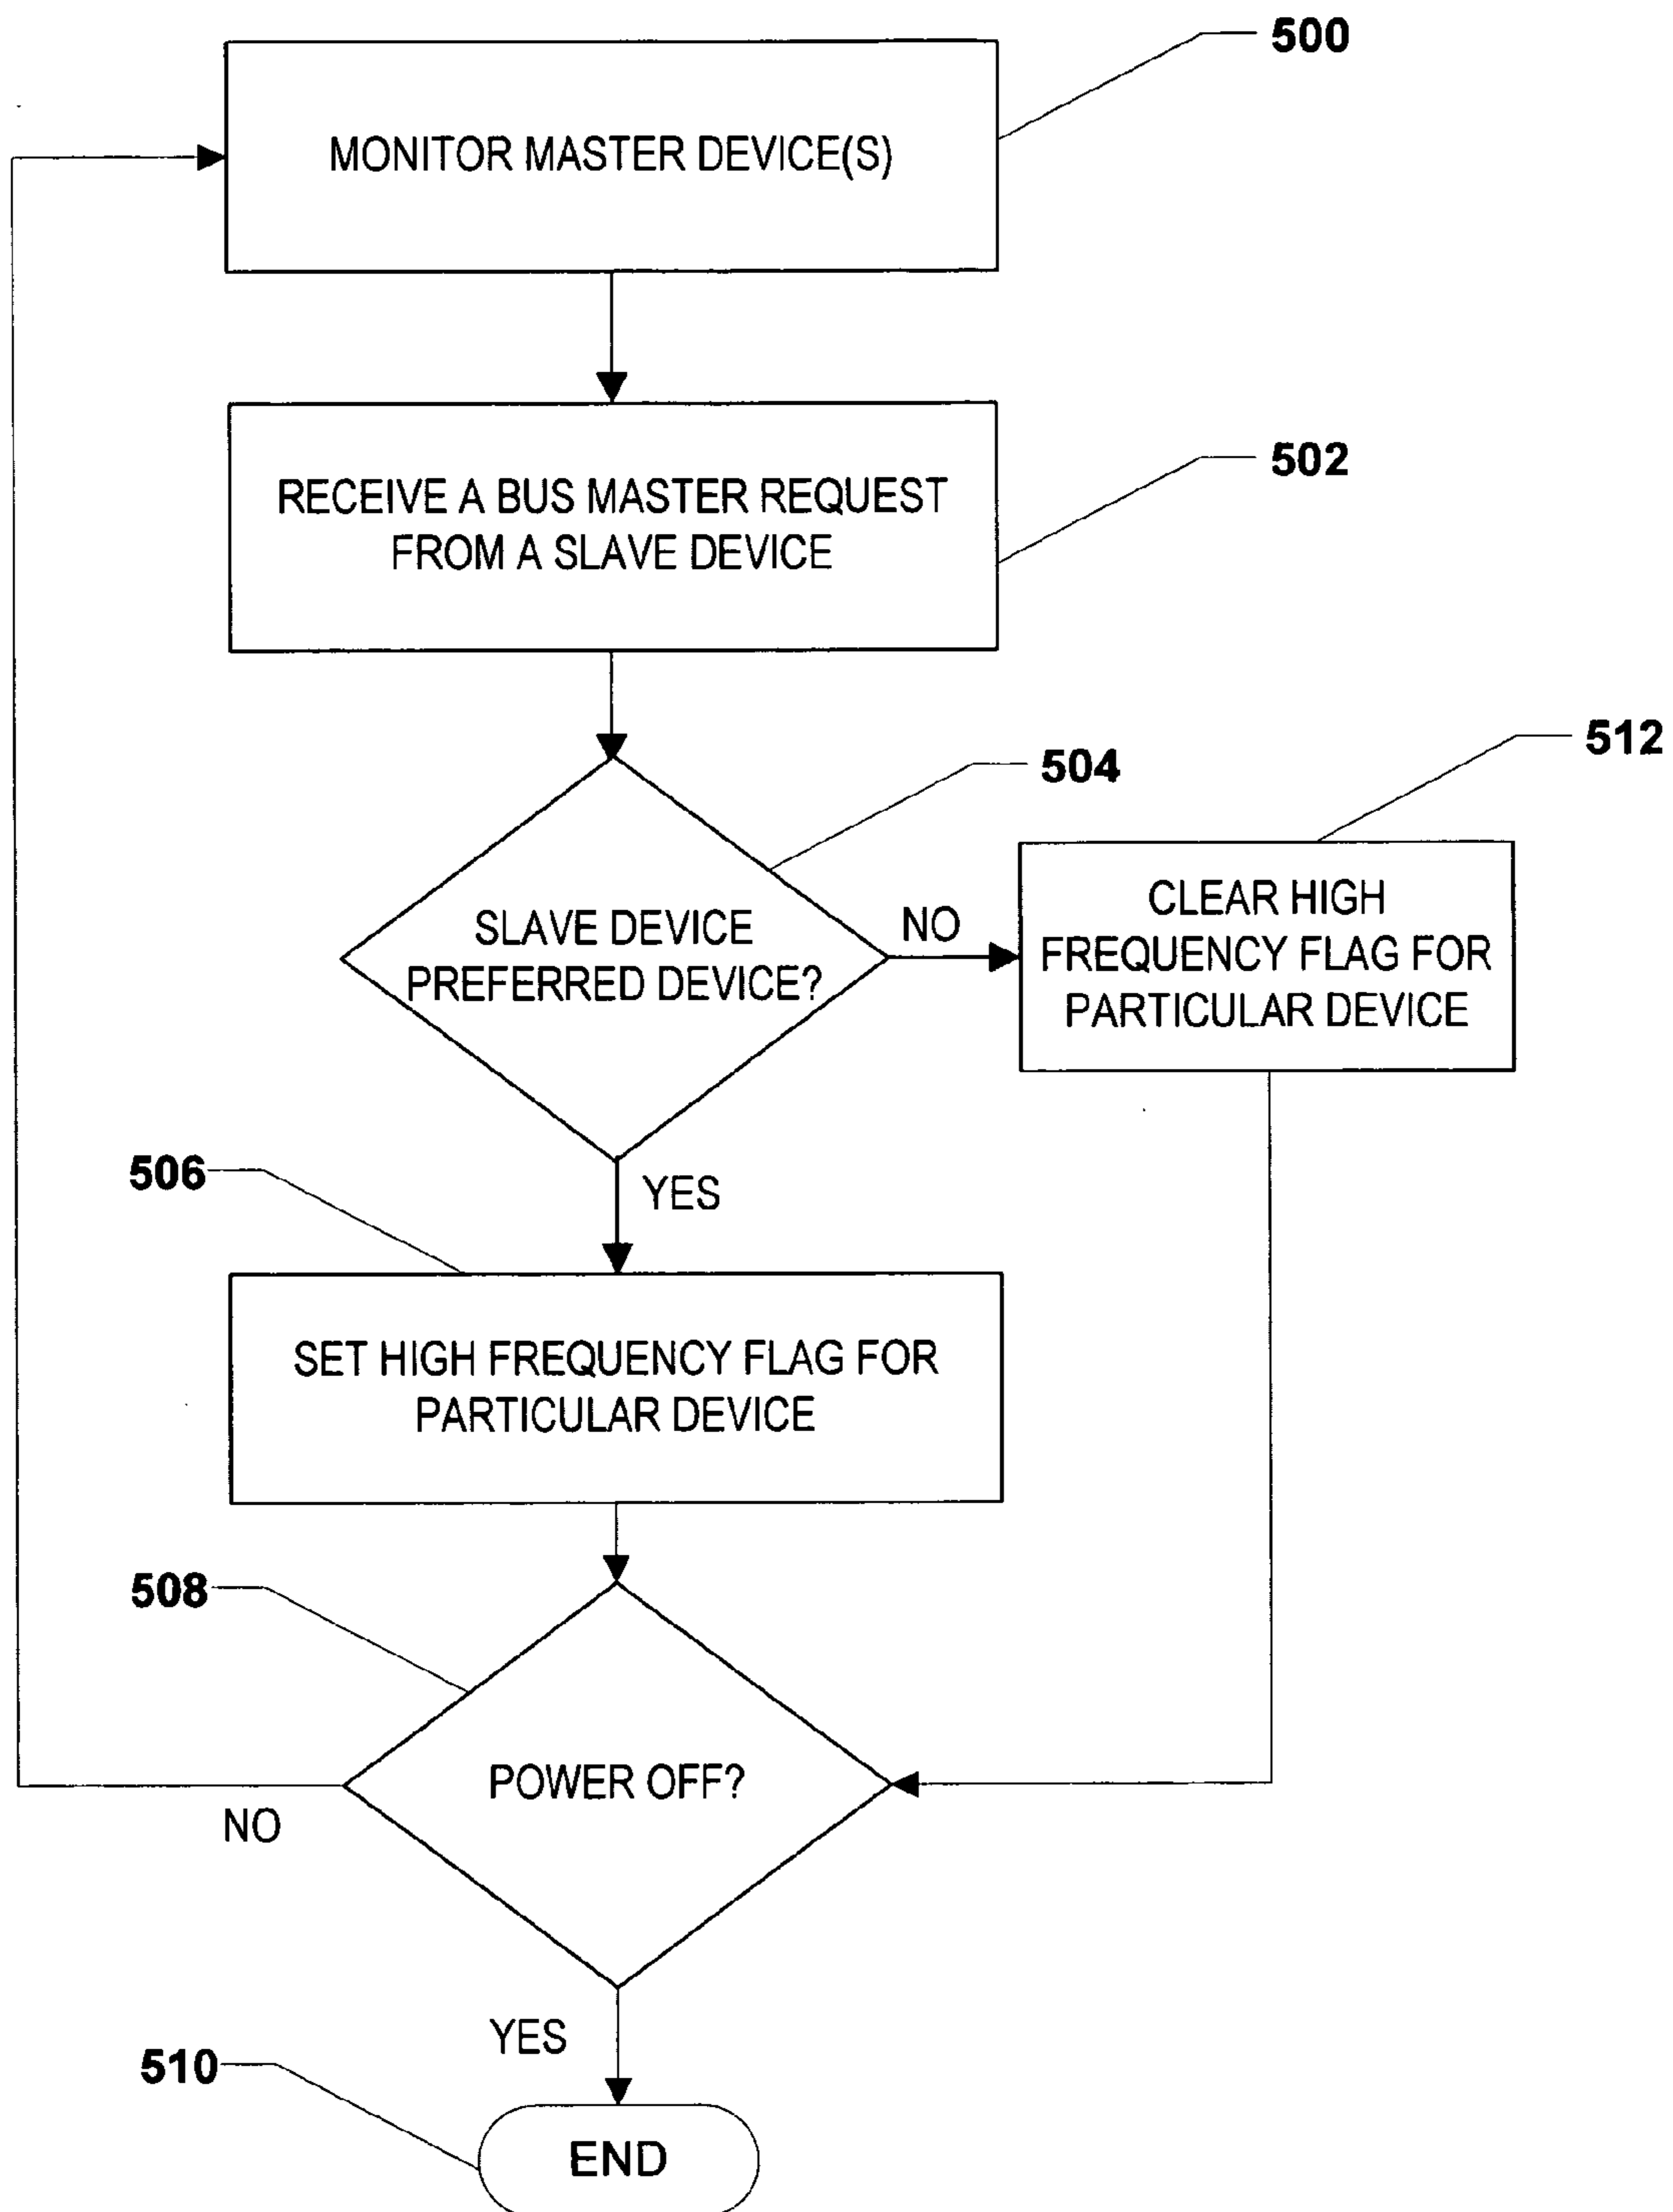 500
MONITOR MASTER DEVICE(S)
502
RECEIVE A BUS MASTER REQUEST
FROM A SLAVE DEVICE
504
512
SLAVE DEVICE
PREFERRED DEVICE?
NO
CLEAR HIGH
FREQUENCY FLAG FOR
PARTICULAR DEVICE
506
YES
SET HIGH FREQUENCY FLAG FOR
PARTICULAR DEVICE
508
POWER OFF?
NO
YES
510
END